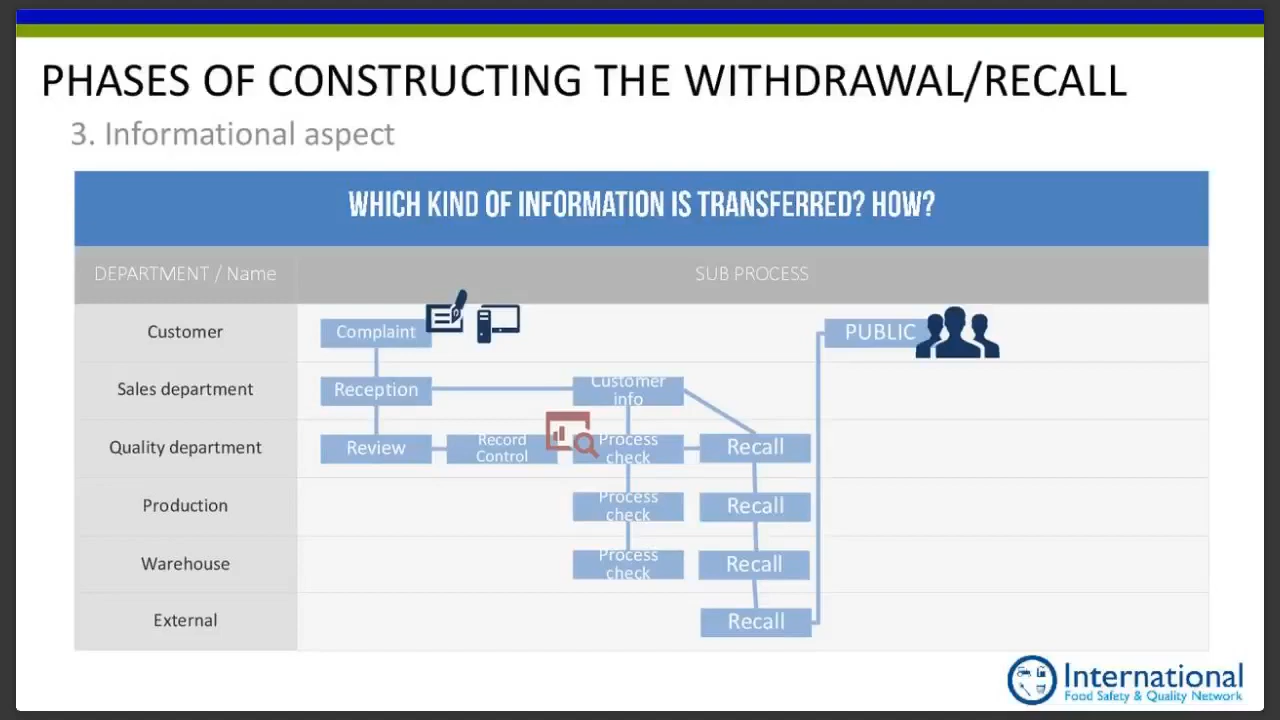 PHASES OF CONSTRUCTING THE WITHDRAWAL/RECALL
3. Informational aspect
WHICH KIND OF INFORMATION IS TRANSFERRED? HOW?
DEPARTMENT / Name
SUB PROCESS
Customer
Complaint
PUBLIC
Sales department
Reception
Customer
info
Quality department
Review
Record
Control
Process
check
Recall
Production
Process
check
Recall
Warehouse
Process
check
Recall
External
Recall
International
Food Safety & Quality Network